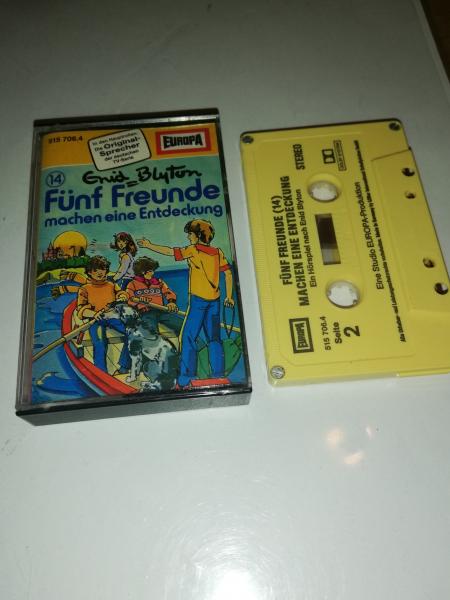 515 706.4
In den Hauptrollen:
Die Original-
Sprecher
der deutschen
TV-Serie
EUROPA
14
Enid Blyton
Fünf Freunde
machen eine Entdeckung
STEREO
FÜNF FREUNDE (14)
MACHEN EINE ENTDECKUNG
Ein Hörspiel nach Enid Blyton
EUROPA
515 706.4
Seite
2
Eine Studio EUROPA-Produktion